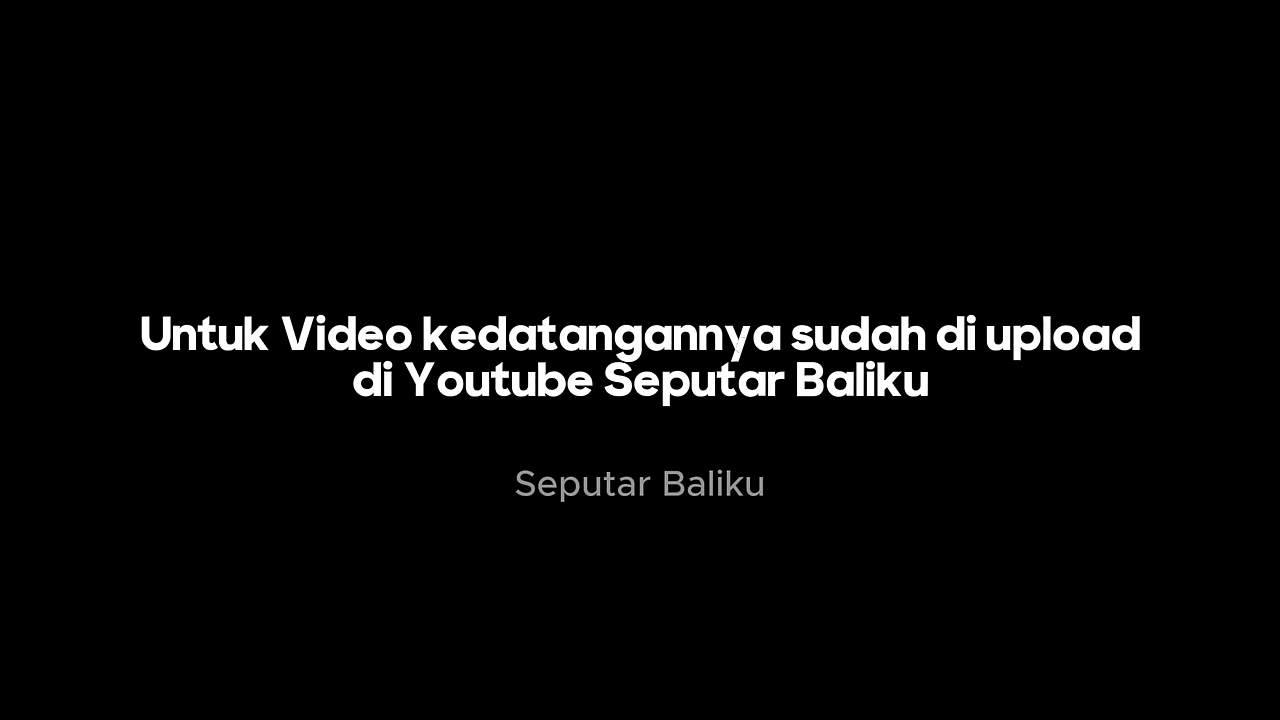 Untuk Video kedatangannya sudah di upload
di Youtube Seputar Baliku
Seputar Baliku